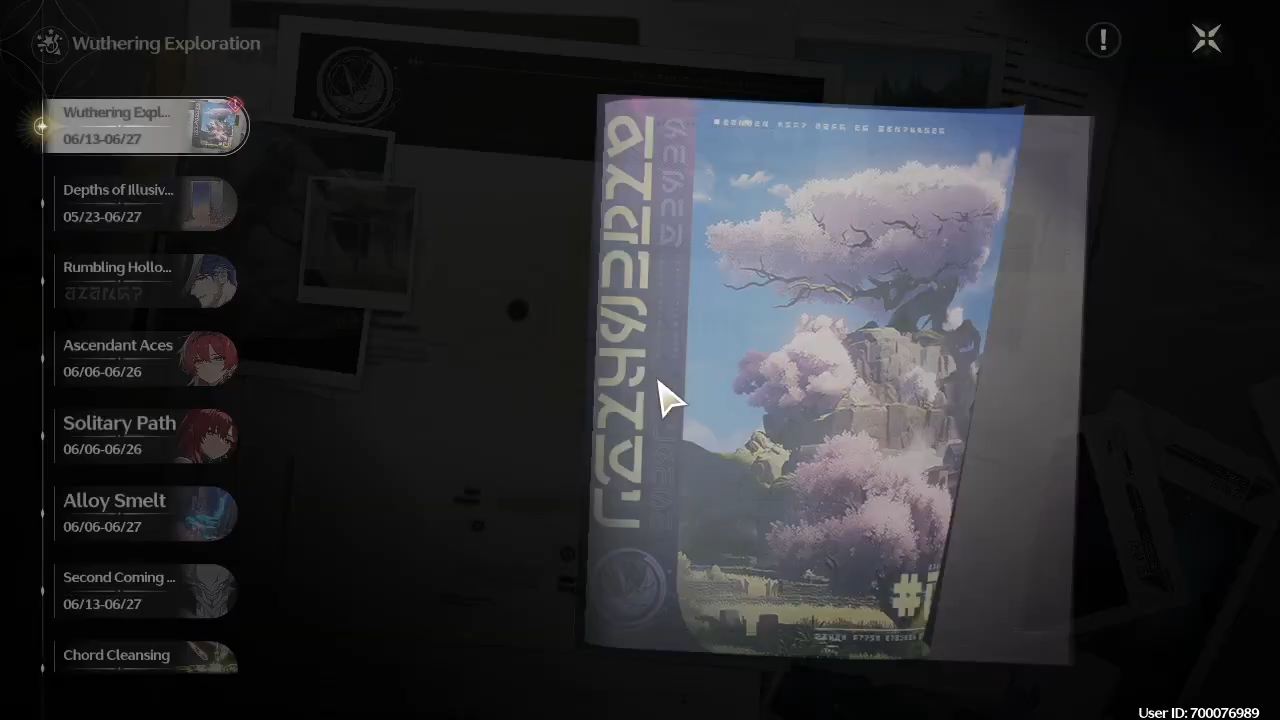 Wuthering Exploration
Wuthering Expl...
06/13-06/27
Depths of Illusiv...
05/23-06/27
Rumbling Hollo...
Ascendant Aces
06/06-06/26
Solitary Path
06/06-06/26
Alloy Smelt
06/06-06/27
Second Coming ...
06/13-06/27
Chord Cleansing
User ID: 700076989